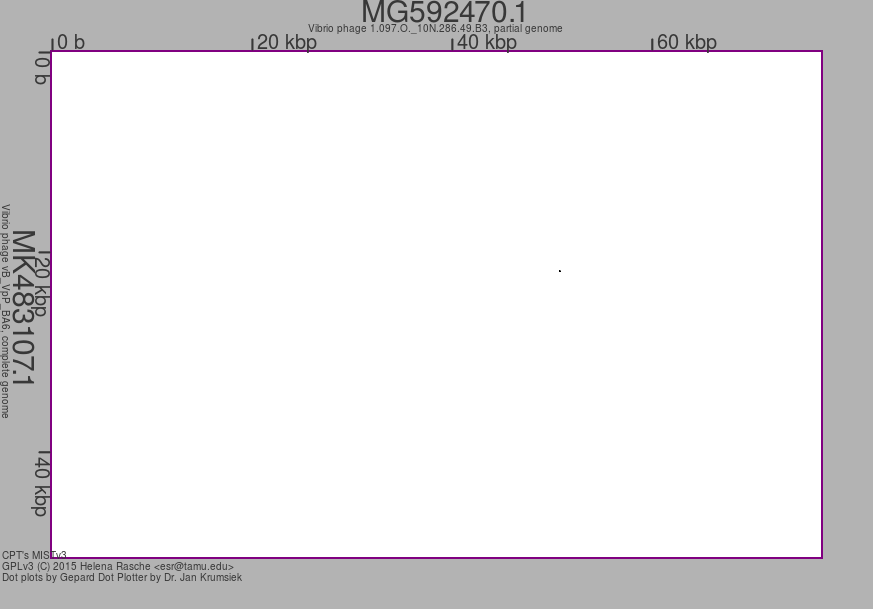 MG592470.1
Vibrio phage 1.097.O._10N.286.49.B3, partial genome
0 b
20 kbp
40 kbp
60 kbp
0 b
20 kbp
40 kbp
MK483107.1
Vibrio phage vB_VpP_BA6, complete genome
CPT's MISTv3
GPLv3 (C) 2015 Helena Rasche <esr@tamu.edu>
Dot plots by Gepard Dot Plotter by Dr. Jan Krumsiek